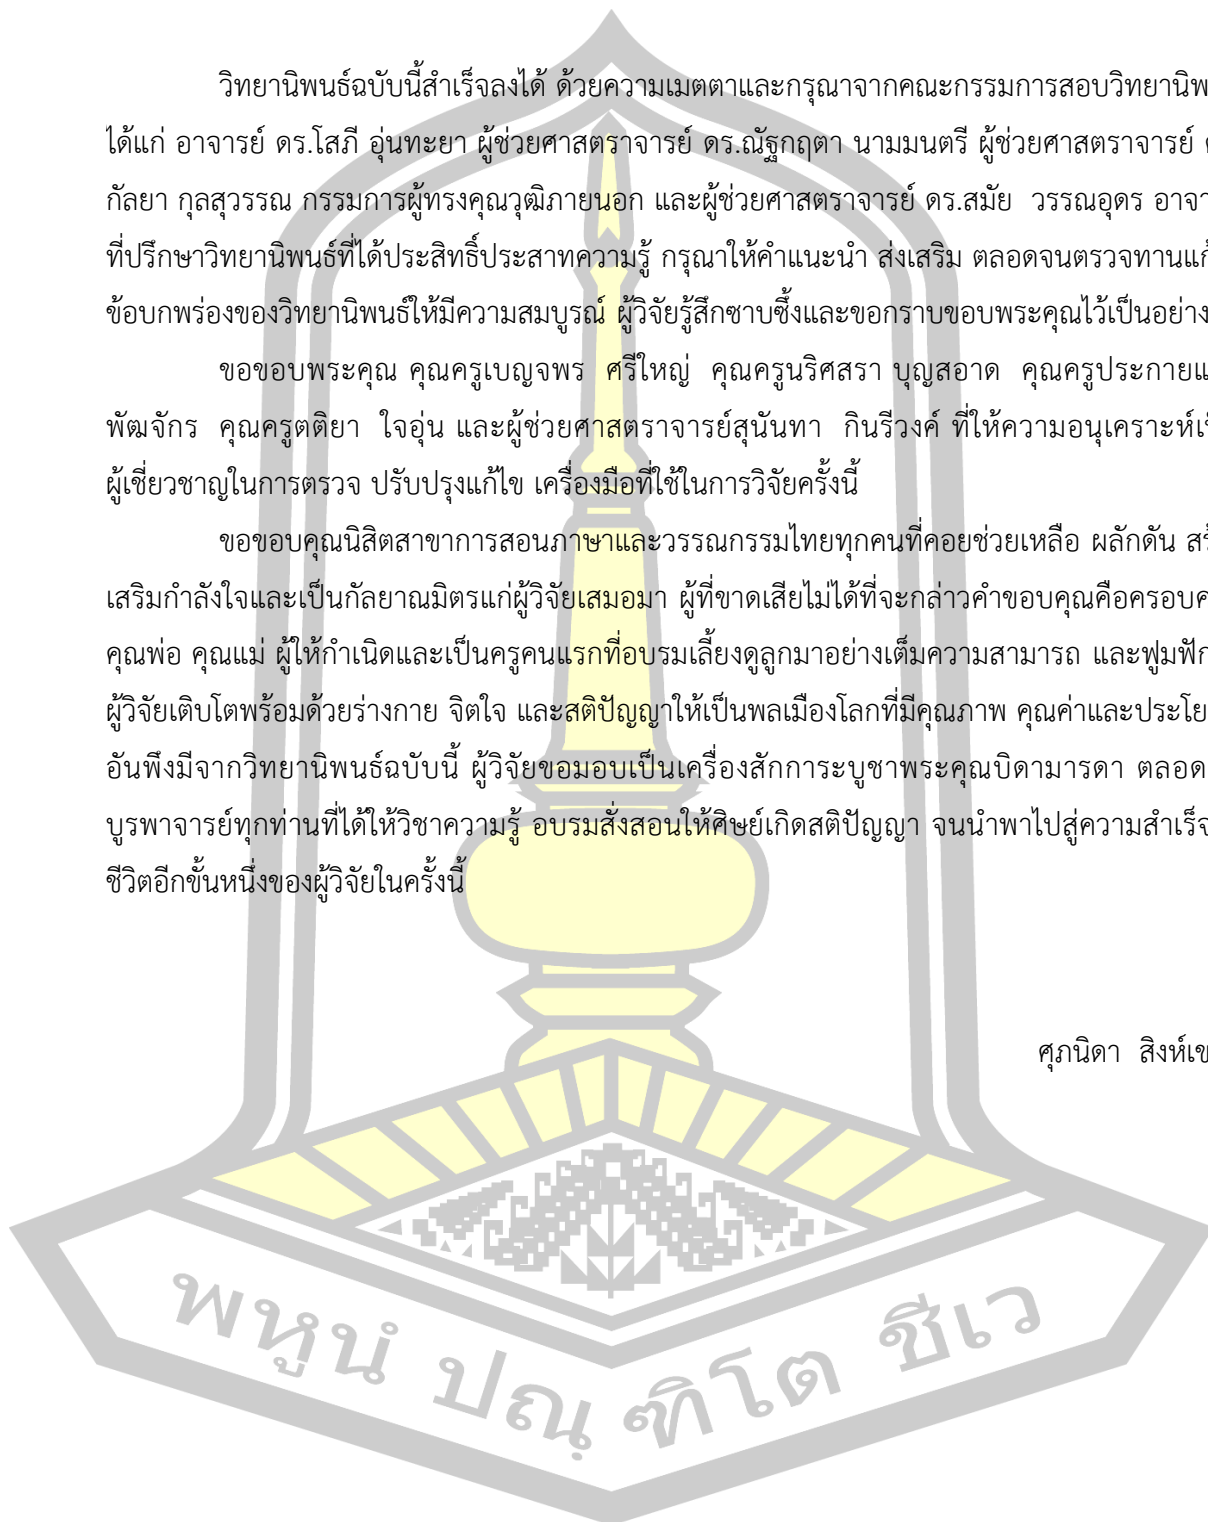 วิทยานิพนธ์ฉบับนี้สำเร็จลงได้ ด้วยความเมตตาและกรุณาจากคณะกรรมการสอบวิทยานิพ
ได้แก่ อาจารย์ ดร.โสภี อุ่นทะยา ผู้ช่วยศาสตราจารย์ ดร.ณัฐกฤตา นามมนตรี ผู้ช่วยศาสตราจารย์
กัลยา กุลสุวรรณ กรรมการผู้ทรงคุณวุฒิภายนอก และผู้ช่วยศาสตราจารย์ ดร.สมัย วรรณอุดร อาจา
ที่ปรึกษาวิทยานิพนธ์ที่ได้ประสิทธิ์ประสาทความรู้ กรุณาให้คำแนะนำ ส่งเสริม ตลอดจนตรวจทานแก้
ข้อบกพร่องของวิทยานิพนธ์ให้มีความสมบูรณ์ ผู้วิจัยรู้สึกซาบซึ้งและขอกราบขอบพระคุณไว้เป็นอย่าง
ขอขอบพระคุณ คุณครูเบญจพร ศรีใหญ่ คุณครูนริศสรา บุญสอาด คุณครูประกายแ
พัฒจักร คุณครูตติยา ใจอุ่น และผู้ช่วยศาสตราจารย์สุนันทา กินรีวงค์ ที่ให้ความอนุเคราะห์เ
ผู้เชี่ยวชาญในการตรวจ ปรับปรุงแก้ไข เครื่องมือที่ใช้ในการวิจัยครั้งนี้
ขอขอบคุณนิสิตสาขาการสอนภาษาและวรรณกรรมไทยทุกคนที่คอยช่วยเหลือ ผลักดัน สร้
เสริมกำลังใจและเป็นกัลยาณมิตรแก่ผู้วิจัยเสมอมา ผู้ที่ขาดเสียไม่ได้ที่จะกล่าวคำขอบคุณคือครอบค
คุณพ่อ คุณแม่ ผู้ให้กำเนิดและเป็นครูคนแรกที่อบรมเลี้ยงดูลูกมาอย่างเต็มความสามารถ และฟูมฟัก
ผู้วิจัยเติบโตพร้อมด้วยร่างกาย จิตใจ และสติปัญญาให้เป็นพลเมืองโลกที่มีคุณภาพ คุณค่าและประโย
อันพึงมีจากวิทยานิพนธ์ฉบับนี้ ผู้วิจัยขอมอบเป็นเครื่องสักการะบูชาพระคุณบิดามารดา ตลอด
บูรพาจารย์ทุกท่านที่ได้ให้วิชาความรู้ อบรมสั่งสอนให้ศิษย์เกิดสติปัญญา จนนำพาไปสู่ความสำเร็จ
ชีวิตอีกขั้นหนึ่งของผู้วิจัยในครั้งนี้
ศุภนิดา สิงห์เข
พหูนํ ปณฺฑิโต ชีเว